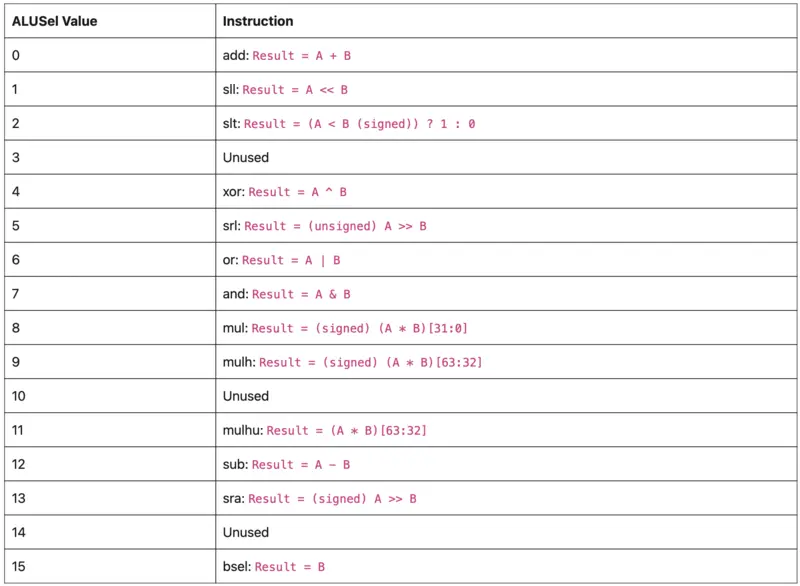 ALUSel Value Instruction
0 add: Result = A + B
1 sll: Result = A << B
2 slt: Result = (A < B (signed)) ? 1 : 0
3 Unused
4 xor: Result = A ^ B
5 srl: Result = (unsigned) A >> B
6 or: Result = A | B
7 and: Result = A & B
8 mul: Result = (signed) (A * B)[31:0]
9 mulh: Result = (signed) (A * B)[63:32]
10 Unused
11 mulhu: Result = (A * B)[63:32]
12 sub: Result = A - B
13 sra: Result = (signed) A >> B
14 Unused
15 bsel: Result = B